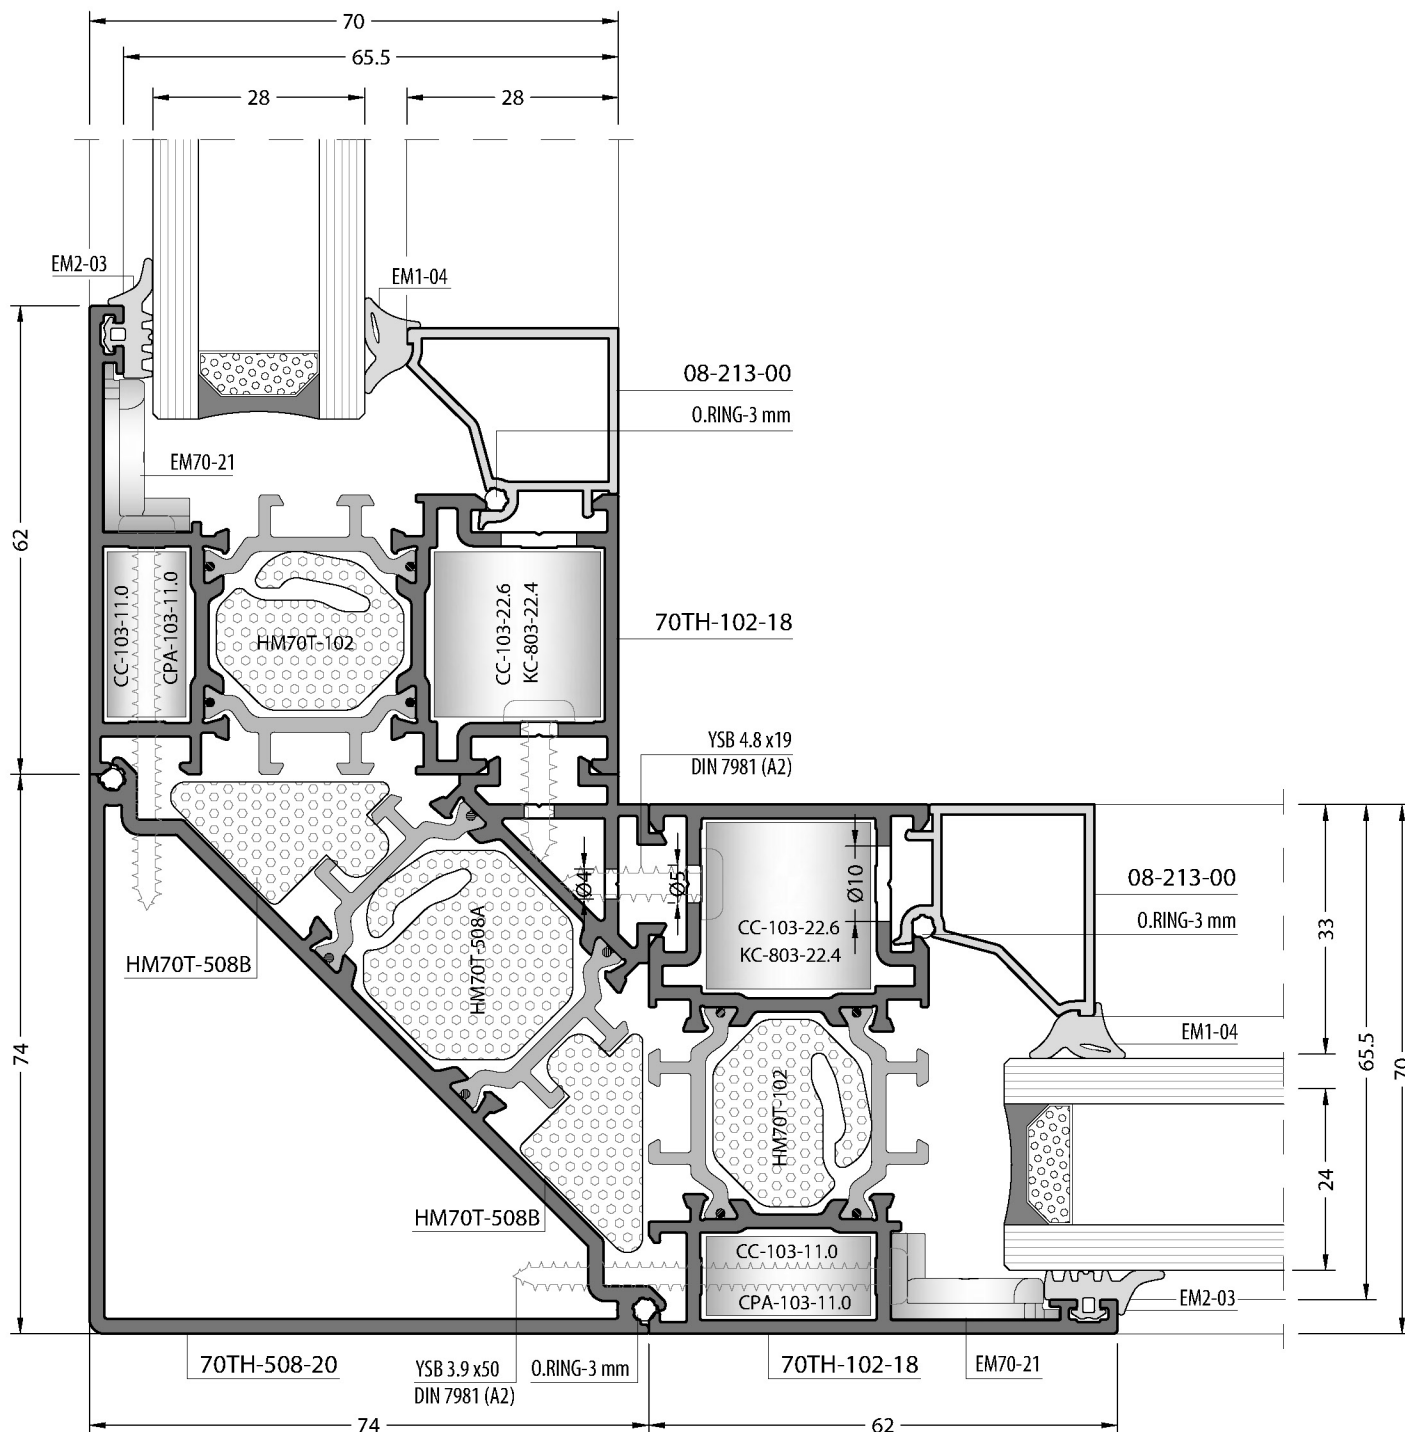 70
65.5
28
28
EM2-03
EM1-04
08-213-00
O.RING-3 mm
EM70-21
62
CC-103-11.0
CPA-103-11.0
HM70T-102
CC-103-22.6
KC-803-22.4
70TH-102-18
YSB 4.8 x19
DIN 7981 (A2)
Ø4
Ø5
Ø10
CC-103-22.6
KC-803-22.4
08-213-00
O.RING-3 mm
33
HM70T-508B
HM70T-508A
EM1-04
65.5
70
74
HM70T-102
24
HM70T-508B
CC-103-11.0
CPA-103-11.0
EM2-03
70TH-508-20
YSB 3.9 x50
DIN 7981 (A2)
O.RING-3 mm
70TH-102-18
EM70-21
74
62